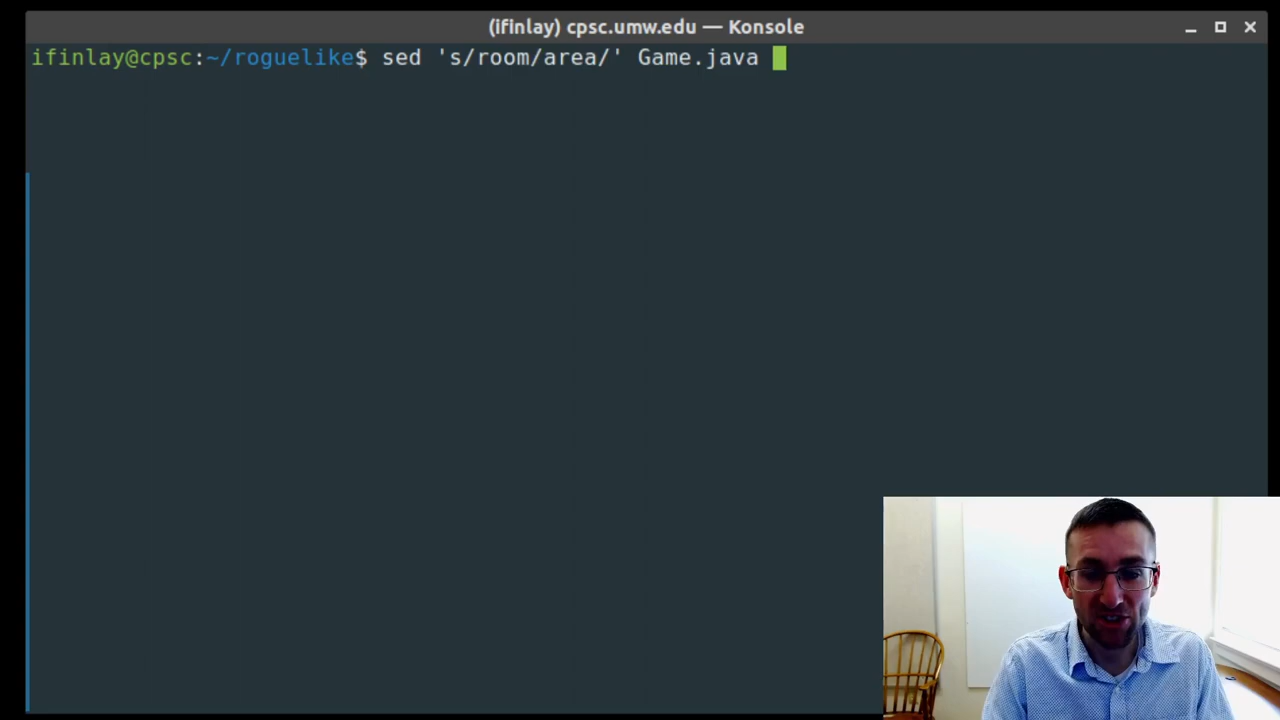 (ifinlay) cpsc.umw.edu — Konsole
ifinlay@cpsc:~/roguelike$ sed 's/room/area/' Game.java